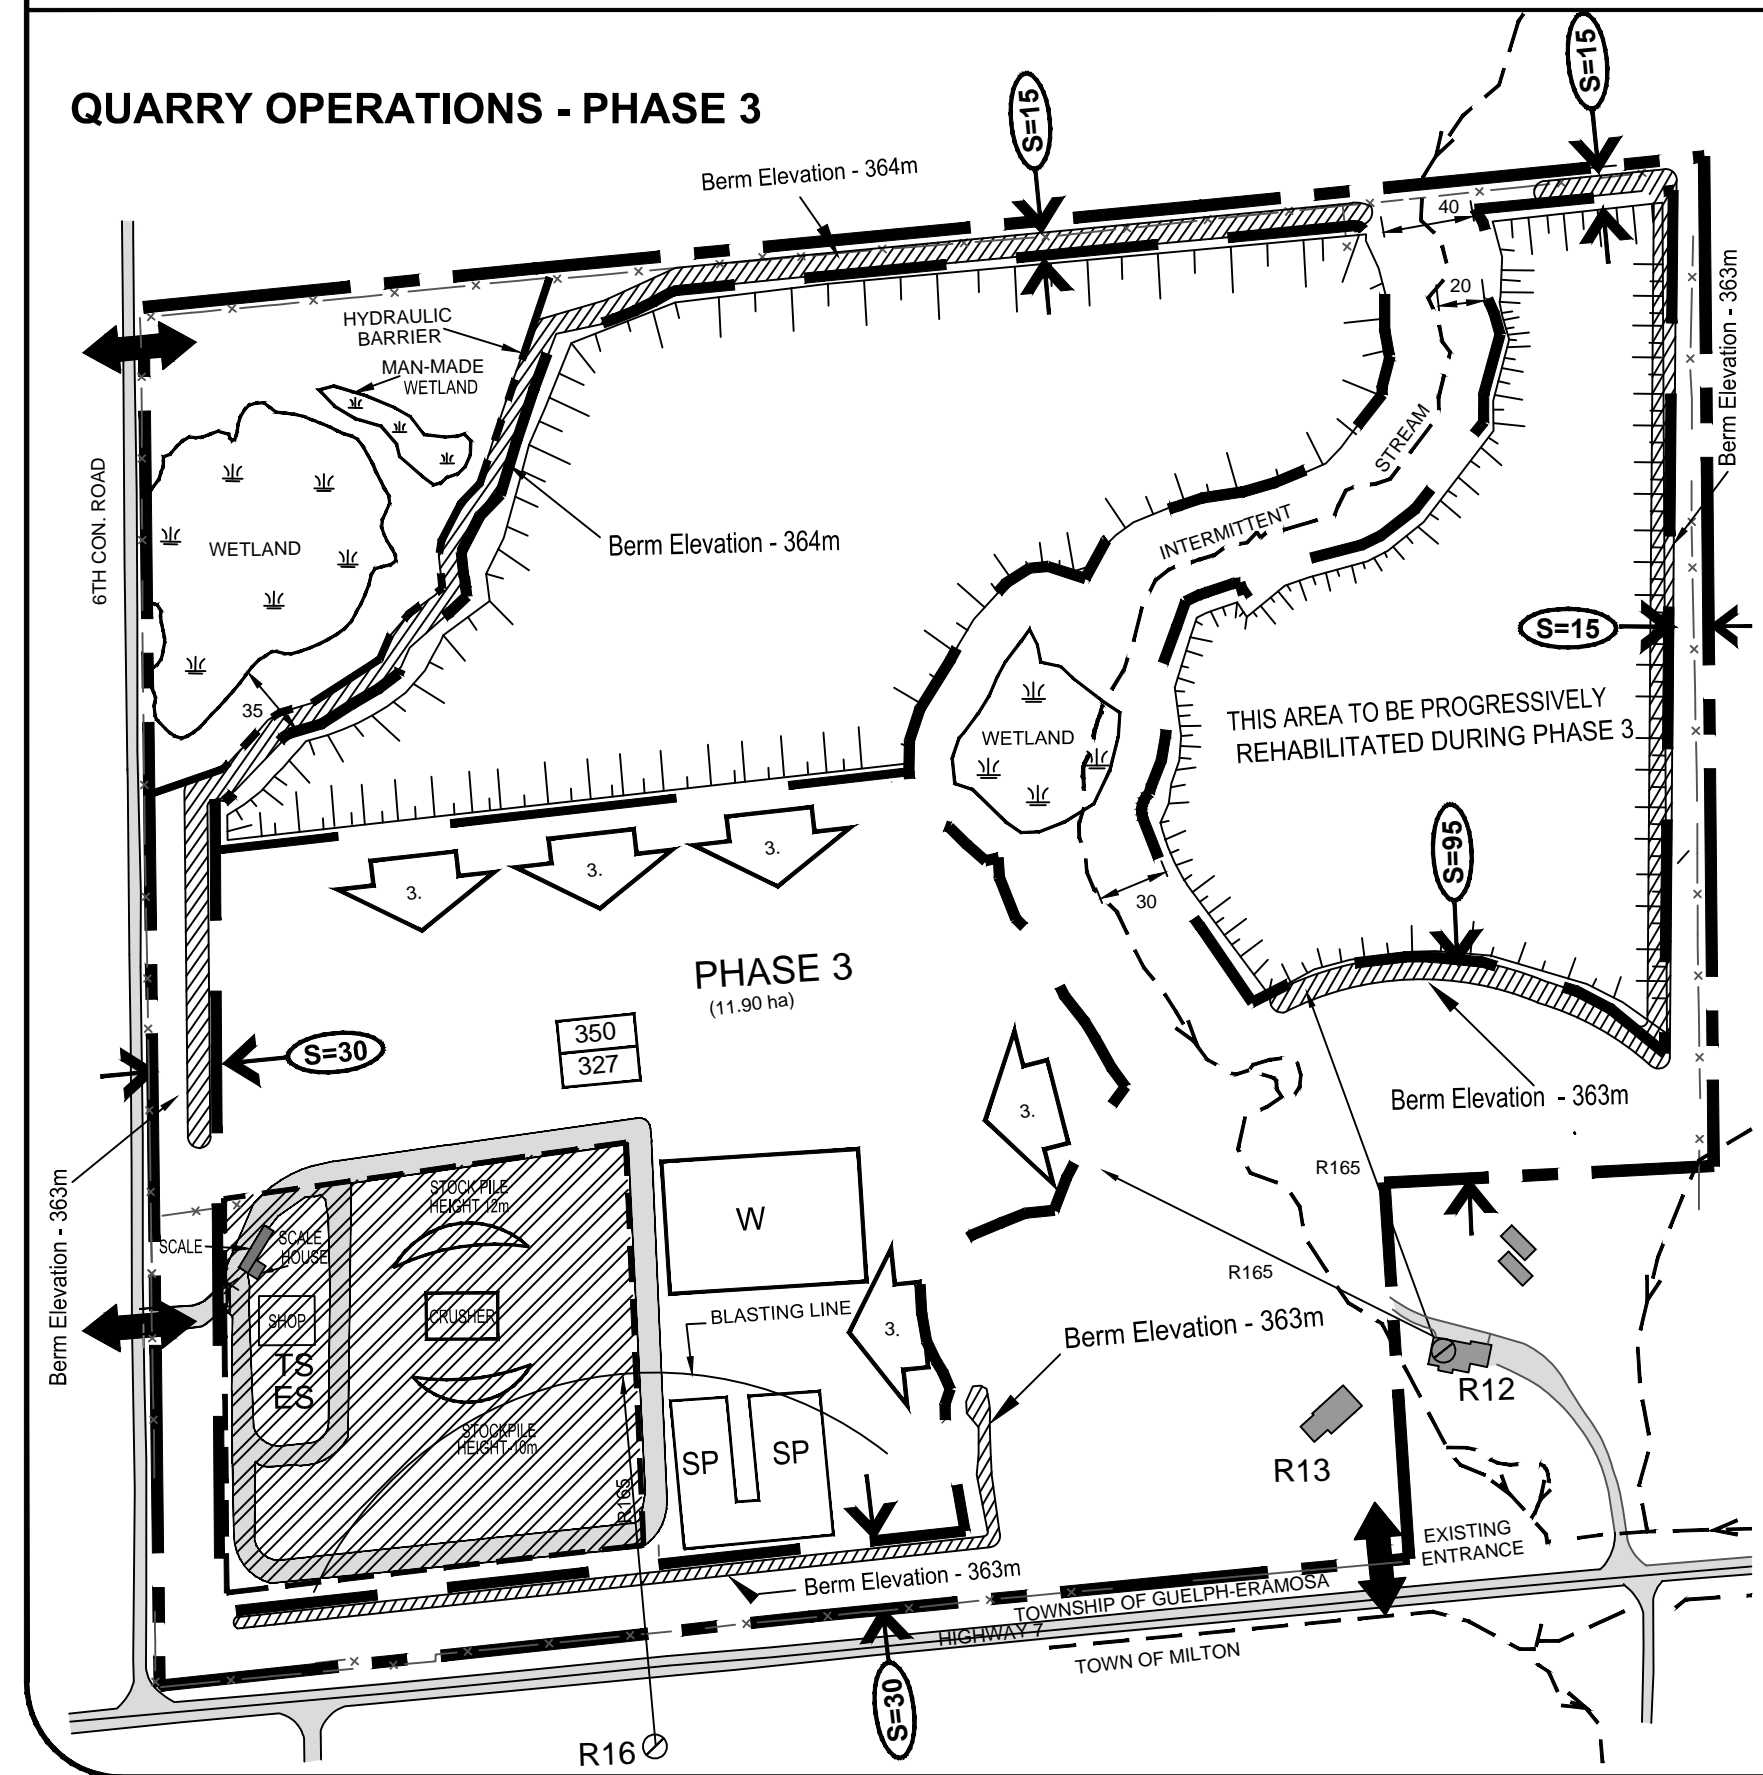 QUARRY OPERATIONS - PHASE 3
S=15
S=15
Berm Elevation - 364m
40
20
Berm Elevation - 363m
HYDRAULIC
BARRIER
MAN-MADE
WETLAND
6TH CON. ROAD
WETLAND
Berm Elevation - 364m
STREAM
INTERMITTENT
S=15
35
WETLAND
THIS AREA TO BE PROGRESSIVELY
REHABILITATED DURING PHASE 3
S=95
3.
3.
3.
30
PHASE 3
(11.90 ha)
350
327
S=30
3.
Berm Elevation - 363m
R165
Berm Elevation - 363m
STOCKPILE
HEIGHT-12m
W
SCALE
SCALE
HOUSE
R165
SHOP
CRUSHER
BLASTING LINE
3.
Berm Elevation - 363m
TS
ES
R12
STOCKPILE
HEIGHT-10m
SP
SP
R165
R13
EXISTING
ENTRANCE
Berm Elevation - 363m
TOWNSHIP OF GUELPH-ERAMOSA
HIGHWAY 7
TOWN OF MILTON
S=30
R16